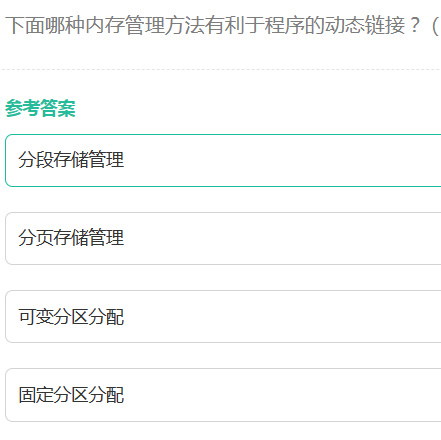 下面哪种内存管理方法有利于程序的动态链接？（
参考答案
分段存储管理
分页存储管理
可变分区分配
固定分区分配